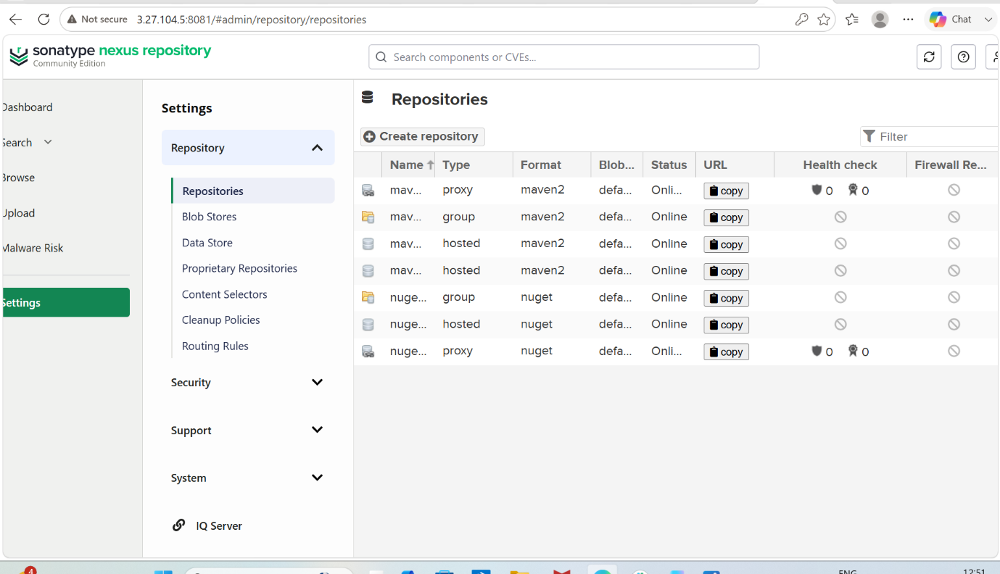 Not secure 3.27.104.5:8081/#admin/repository/repositories Chat
sonatype nexus repository
Community Edition
Search components or CVEs...
Dashboard
Search
Browse
Upload
Malware Risk
Settings
Settings
Repository
Repositories
Blob Stores
Data Store
Proprietary Repositories
Content Selectors
Cleanup Policies
Routing Rules
Security
Support
System
IQ Server
Repositories
Create repository
Filter
Name Type Format Blob... Status URL Health check Firewall Re...
mav... proxy maven2 defa... Onli... copy 0 0
mav... group maven2 defa... Online copy
mav... hosted maven2 defa... Online copy
mav... hosted maven2 defa... Online copy
nuge... group nuget defa... Online copy
nuge... hosted nuget defa... Online copy
nuge... proxy nuget defa... Onli... copy 0 0
4
ENG
12:51